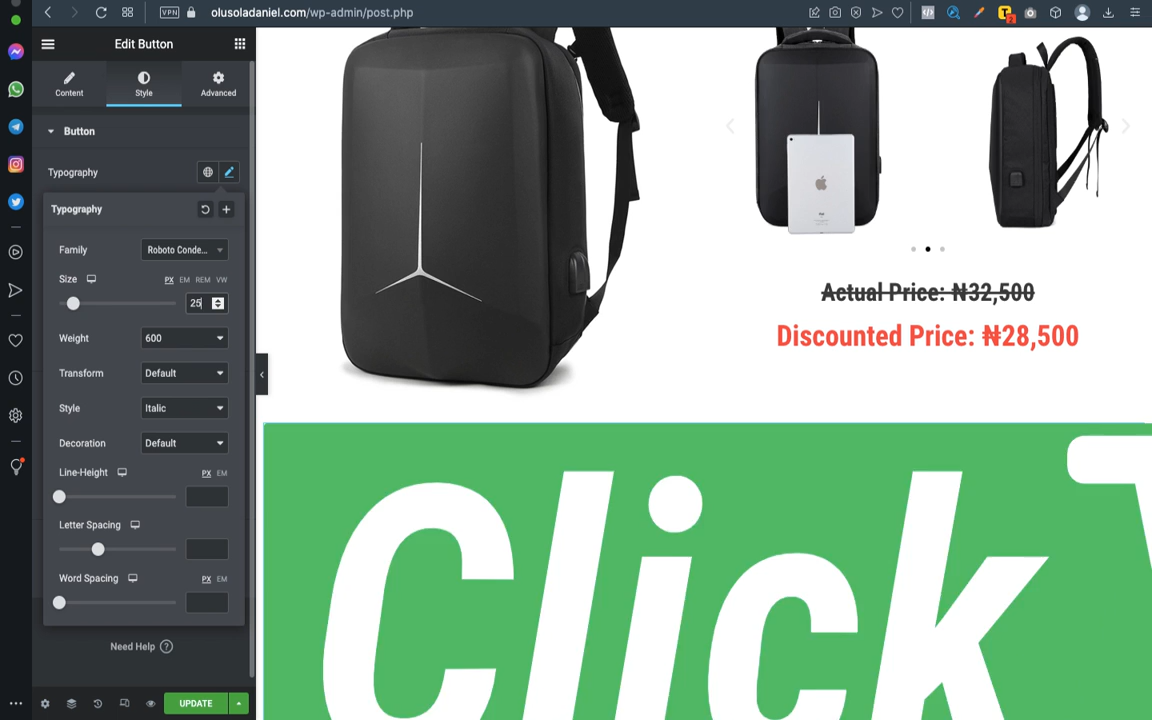 VPN olusoladaniel.com/wp-admin/post.php
2
Edit Button
Content Style Advanced
Button
Typography
Typography
Family Roboto Conde...
Size PX EM REM VW
25
Weight 600
Transform Default
Style Italic
Decoration Default
Line-Height PX EM
Letter Spacing
Word Spacing PX EM
Need Help ?
UPDATE
Actual Price: ₦32,500
Discounted Price: ₦28,500
Click